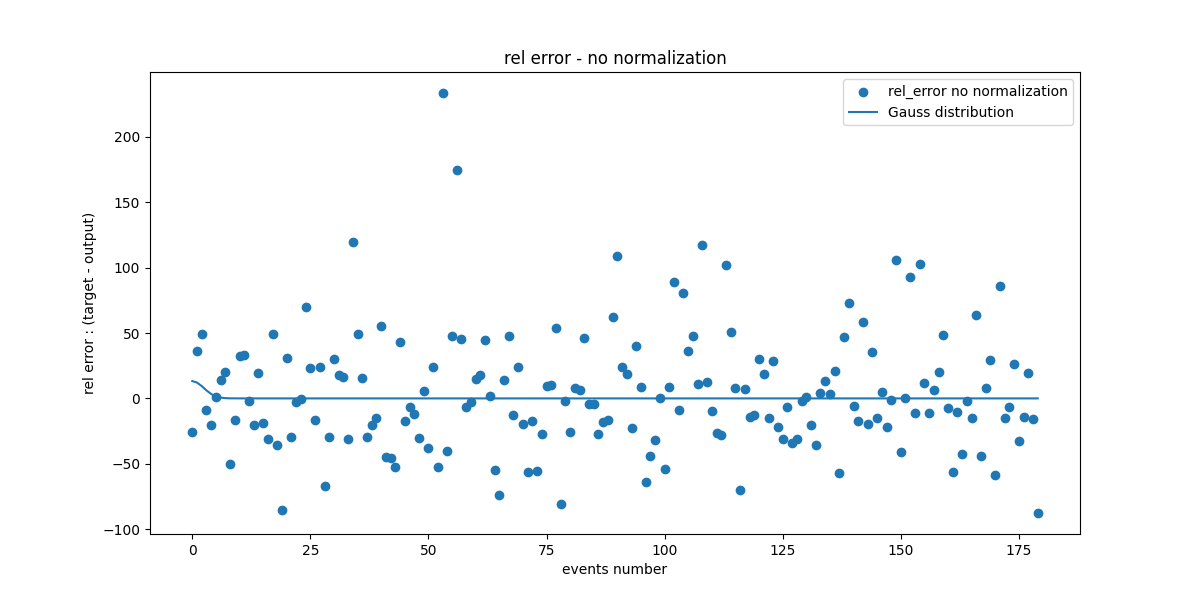 rel error - no normalization
rel_error no normalization
Gauss distribution
rel error : (target - output)
200
150
100
50
0
−50
−100
0 25 50 75 100 125 150 175
events number